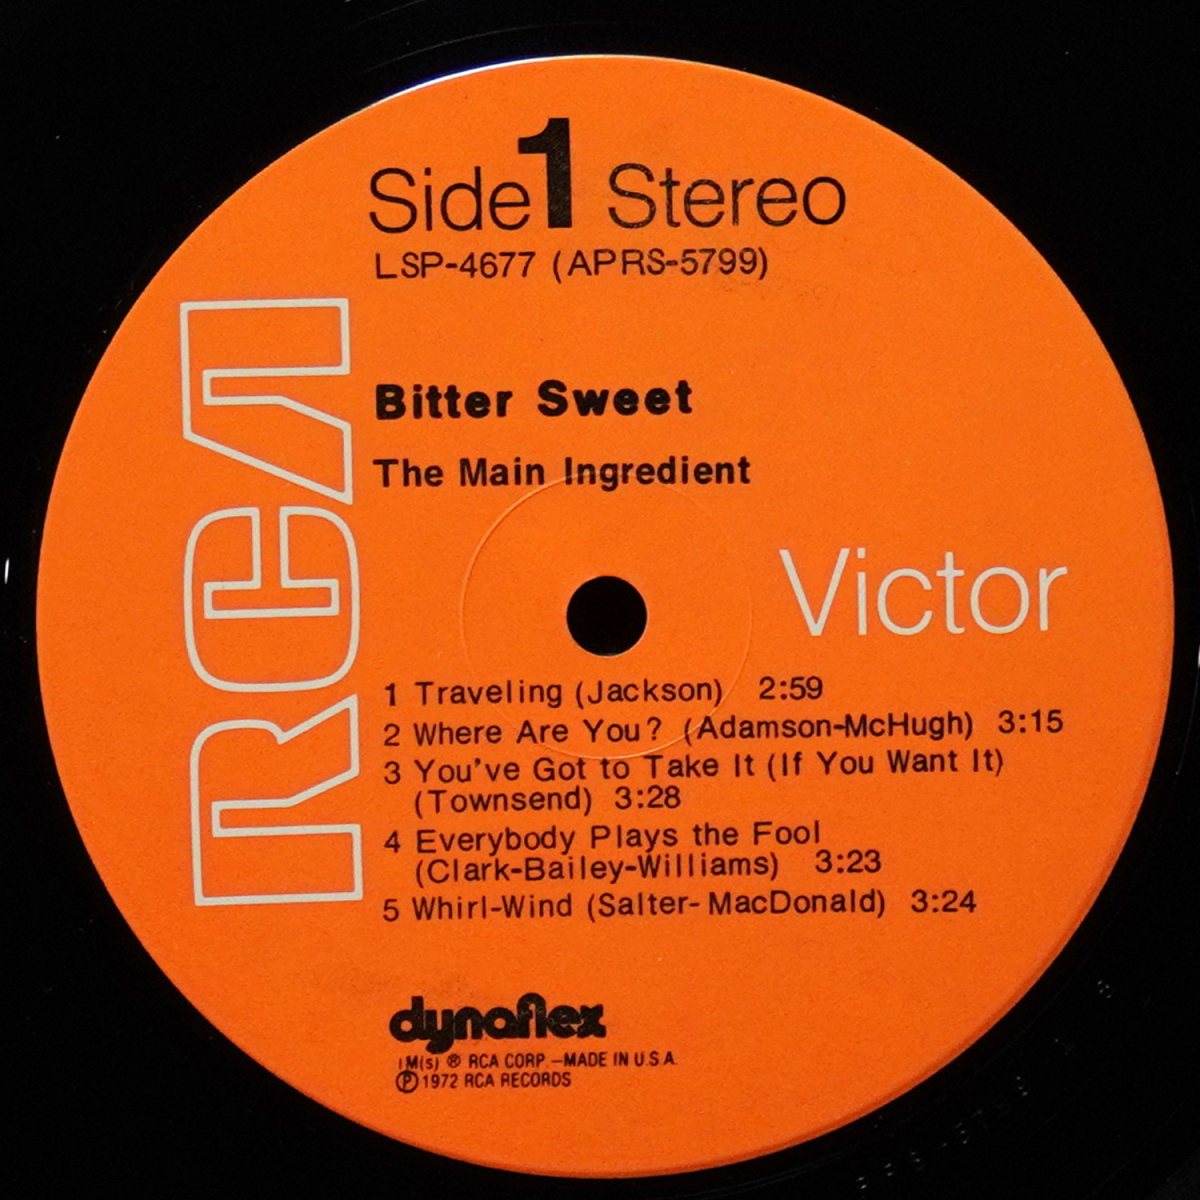 Side 1 Stereo
LSP-4677 (APRS-5799)
RCA
Bitter Sweet
The Main Ingredient
Victor
1 Traveling (Jackson) 2:59
2 Where Are You? (Adamson-McHugh) 3:15
3 You've Got to Take It (If You Want It)
(Townsend) 3:28
4 Everybody Plays the Fool
(Clark-Bailey-Williams) 3:23
5 Whirl-Wind (Salter-MacDonald) 3:24
dynaflex
TM(s) ® RCA CORP.—MADE IN U.S.A.
Ⓟ 1972 RCA RECORDS